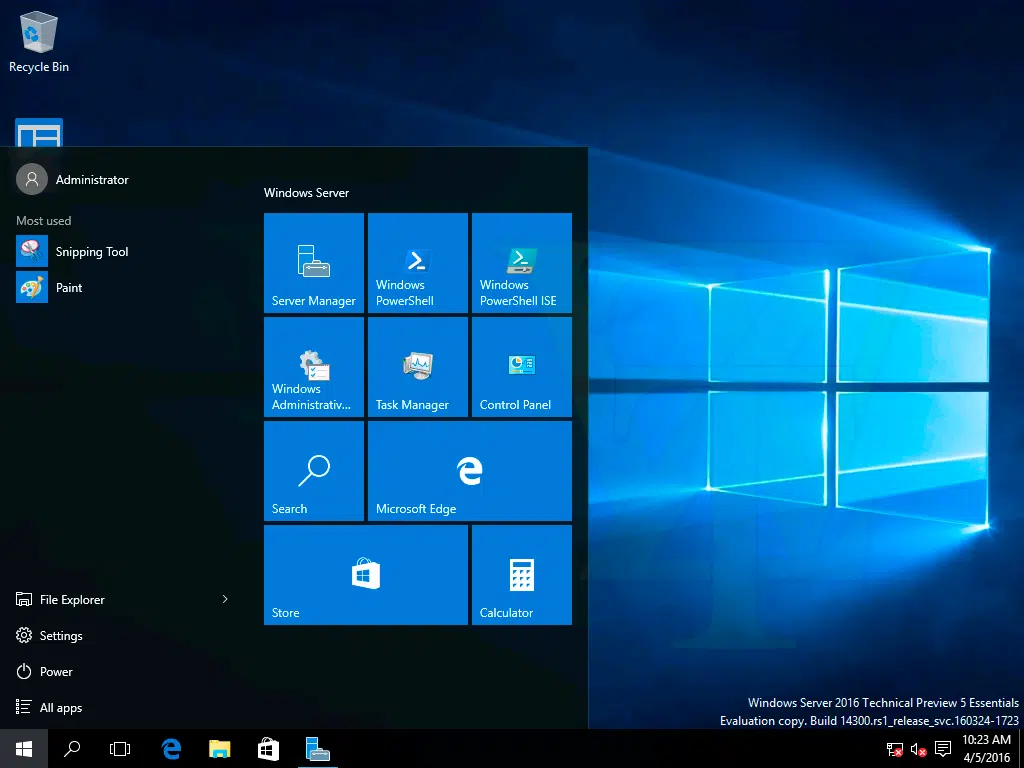 Recycle Bin
Administrator
Most used
Snipping Tool
Paint
File Explorer
Settings
Power
All apps
Windows Server
Server Manager
Windows
PowerShell
Windows
PowerShell ISE
Windows
Administrativ...
Task Manager
Control Panel
Search
Microsoft Edge
Store
Calculator
Windows Server 2016 Technical Preview 5 Essentials
Evaluation copy. Build 14300.rs1_release_svc.160324-1723
10:23 AM
4/5/2016